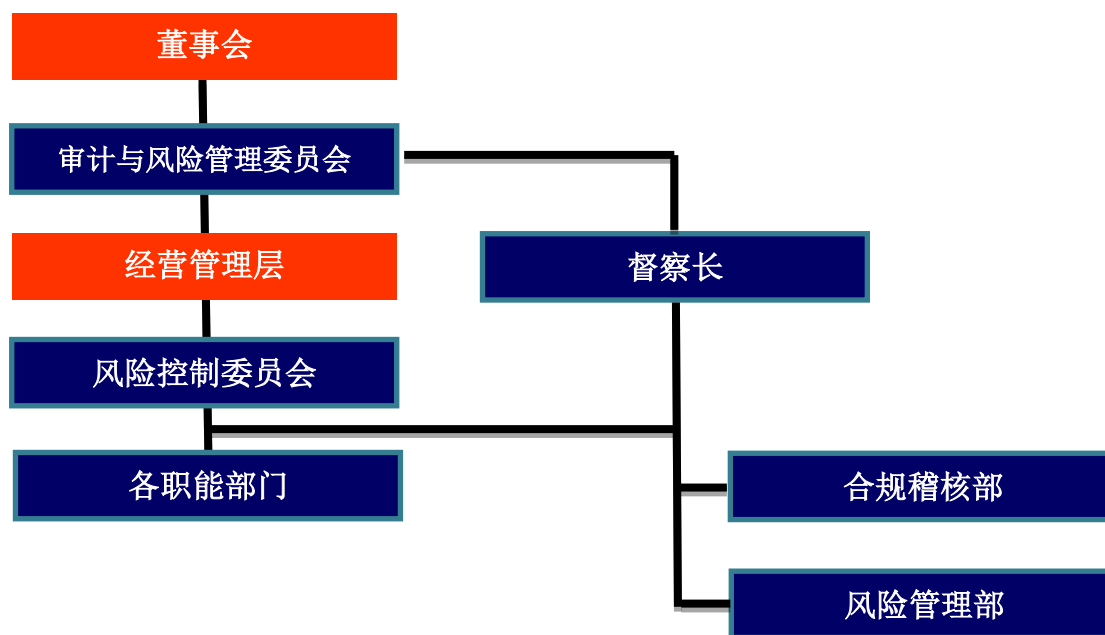 董事会
审计与风险管理委员会
经营管理层
督察长
风险控制委员会
各职能部门
合规稽核部
风险管理部